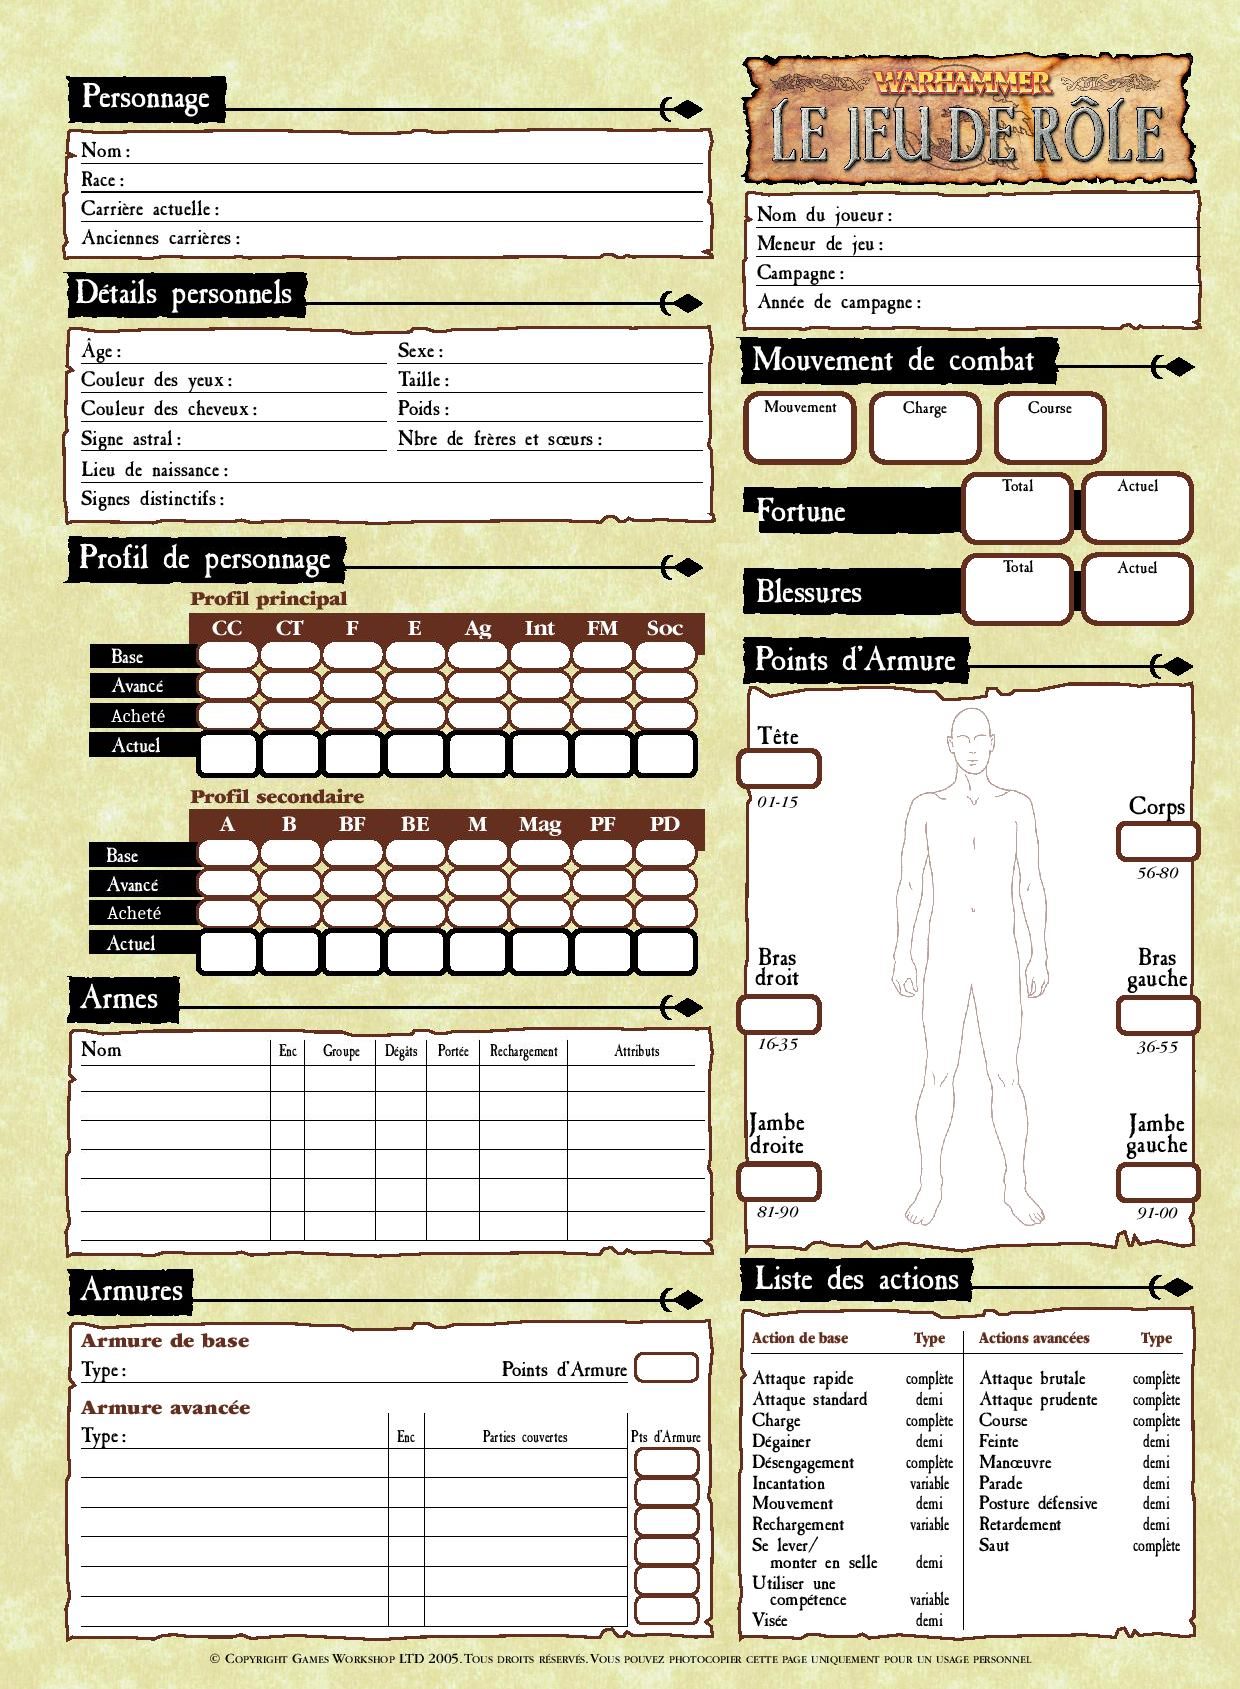 Personnage
Nom :
Race :
Carrière actuelle :
Anciennes carrières :
Détails personnels
Âge :
Sexe :
Couleur des yeux :
Taille :
Couleur des cheveux :
Poids :
Signe astral :
Nbre de frères et sœurs :
Lieu de naissance :
Signes distinctifs :
Profil de personnage
Profil principal
CC CT F E Ag Int FM Soc
Base
Avancé
Acheté
Actuel
Profil secondaire
A B BF BE M Mag PF PD
Base
Avancé
Acheté
Actuel
Armes
Nom Enc Groupe Dégâts Portée Rechargement Attributs
Armures
Armure de base
Type : Points d'Armure
Armure avancée
Type : Enc Parties couvertes Pts d'Armure
WARHAMMER
LE JEU DE RÔLE
Nom du joueur :
Meneur de jeu :
Campagne :
Année de campagne :
Mouvement de combat
Mouvement Charge Course
Fortune
Total Actuel
Blessures
Total Actuel
Points d'Armure
Tête
01-15
Corps
56-80
Bras
droit
16-35
Bras
gauche
36-55
Jambe
droite
81-90
Jambe
gauche
91-00
Liste des actions
Action de base Type Actions avancées Type
Attaque rapide complète Attaque brutale complète
Attaque standard demi Attaque prudente complète
Charge complète Course complète
Dégainer demi Feinte demi
Désengagement complète Manœuvre demi
Incantation variable Parade demi
Mouvement demi Posture défensive demi
Rechargement variable Retardement demi
Se lever/ Saut complète
monter en selle demi
Utiliser une
compétence variable
Visée demi
© Copyright Games Workshop LTD 2005. Tous droits réservés. Vous pouvez photocopier cette page uniquement pour un usage personnel